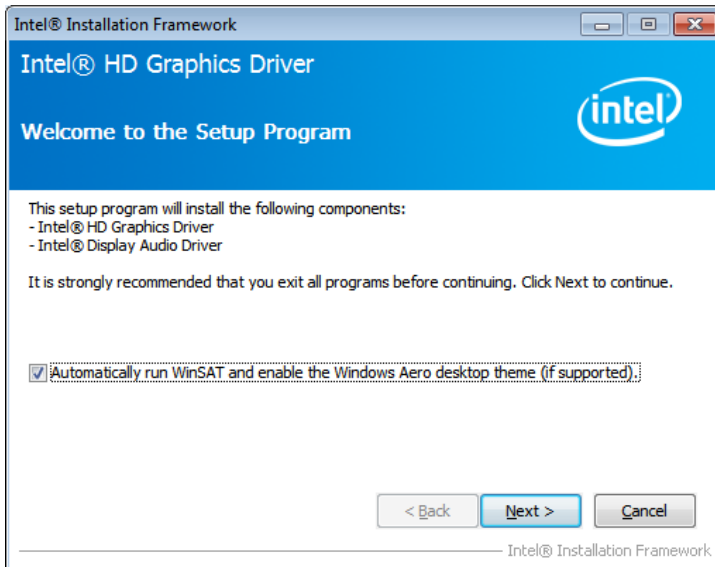 Intel® Installation Framework
Intel® HD Graphics Driver
Welcome to the Setup Program
intel
This setup program will install the following components:
- Intel® HD Graphics Driver
- Intel® Display Audio Driver
It is strongly recommended that you exit all programs before continuing. Click Next to continue.
Automatically run WinSAT and enable the Windows Aero desktop theme (if supported).
< Back Next > Cancel
Intel® Installation Framework